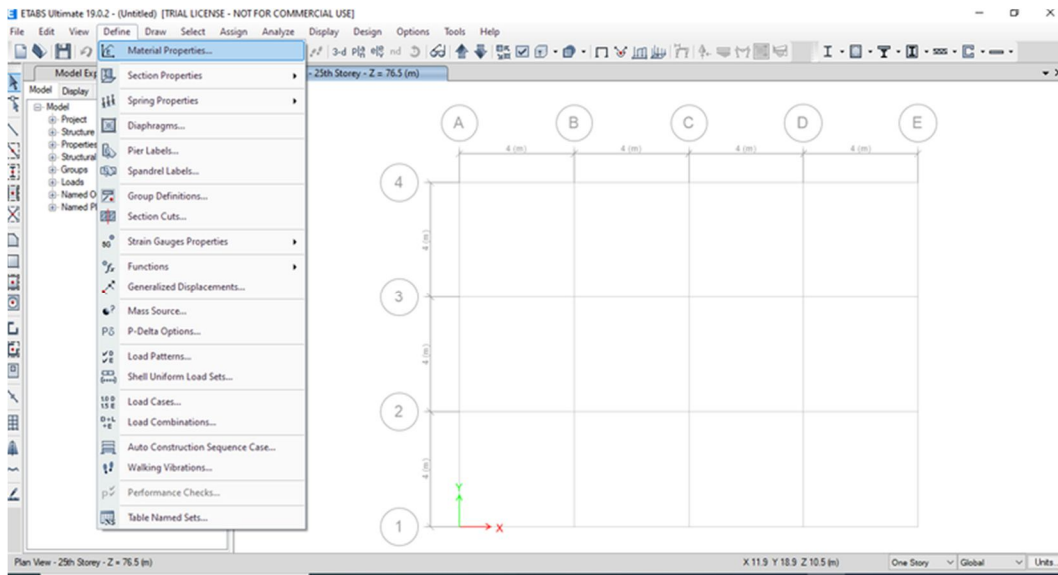 ETABS Ultimate 19.0.2 - (Untitled) [TRIAL LICENSE - NOT FOR COMMERCIAL USE]
File Edit View Define Draw Select Assign Analyze Display Design Options Tools Help
3-d nd
Model Exp
- 25th Storey - Z = 76.5 (m)
Model Display
Model
Project
Structure
Properties
Structural
Groups
Loads
Named O
Named Pl
Material Properties...
Section Properties
Spring Properties
Diaphragms...
Pier Labels...
Spandrel Labels...
Group Definitions...
Section Cuts...
Strain Gauges Properties
Functions
Generalized Displacements...
Mass Source...
P-Delta Options...
Load Patterns...
Shell Uniform Load Sets...
Load Cases...
Load Combinations...
Auto Construction Sequence Case...
Walking Vibrations...
Performance Checks...
Table Named Sets...
A B C D E
4 (m) 4 (m) 4 (m) 4 (m)
4
4 (m)
3
4 (m)
2
4 (m)
Y
1
X
Plan View - 25th Storey - Z = 76.5 (m) X 11.9 Y 18.9 Z 10.5 (m) One Story Global Units